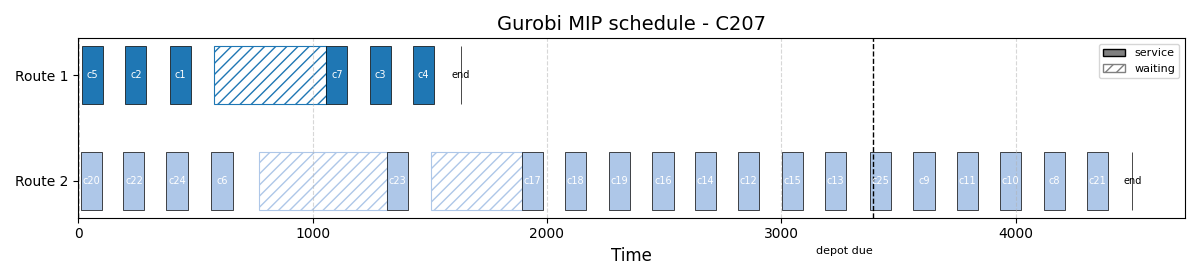 Gurobi MIP schedule - C207
Route 1
c5 c2 c1 c7 c3 c4 end
service
waiting
Route 2
c20 c22 c24 c6 c23 c17 c18 c19 c16 c14 c12 c15 c13 c25 c9 c11 c10 c8 c21 end
0 1000 2000 3000 4000
Time
depot due